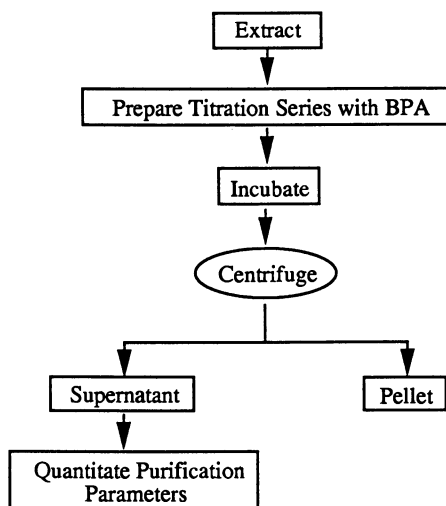 Extract
Prepare Titration Series with BPA
Incubate
Centrifuge
Supernatant
Pellet
Quantitate Purification
Parameters